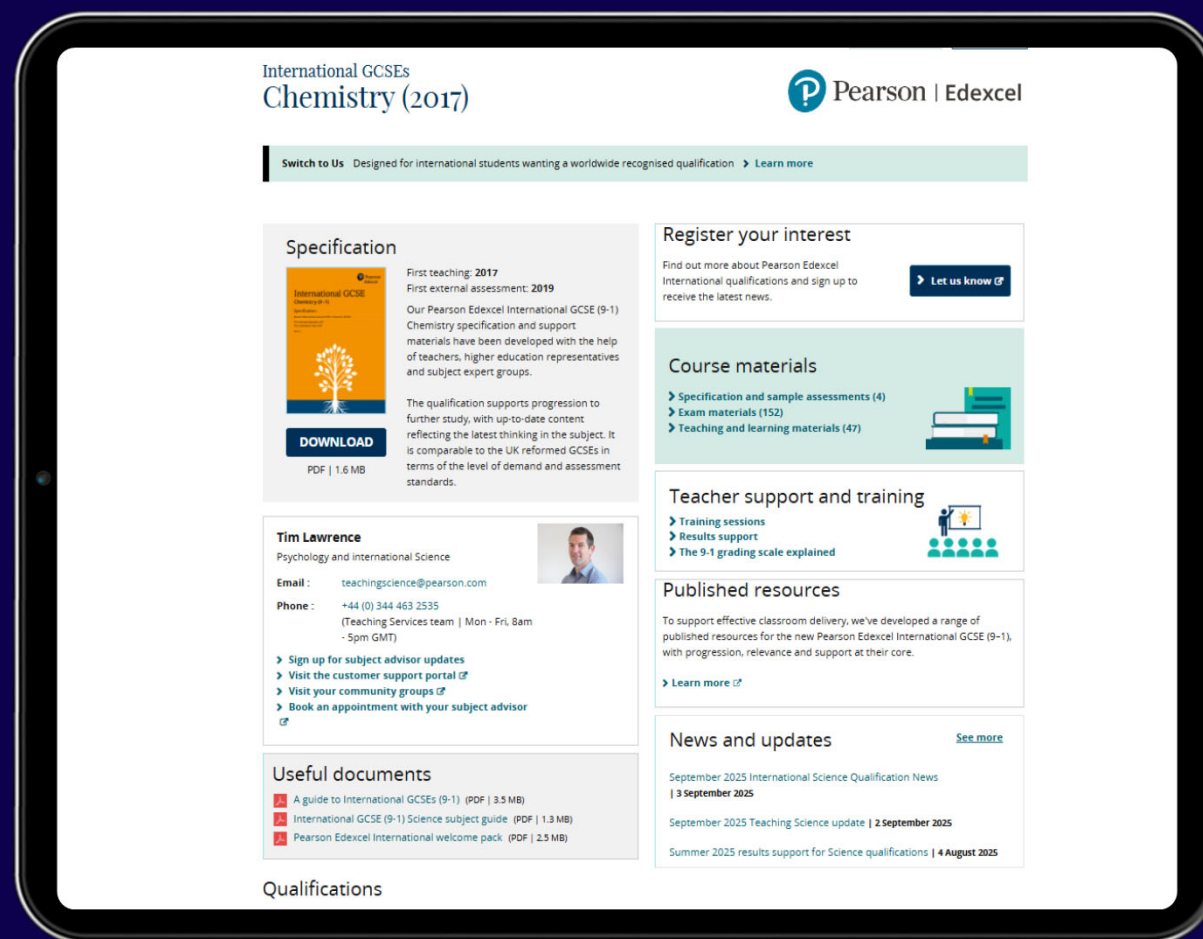 International GCSEs
Chemistry (2017)
Pearson | Edexcel
Switch to Us Designed for international students wanting a worldwide recognised qualification Learn more
Specification
Pearson
Edexcel
International GCSE
Chemistry (9-1)
Specification
DOWNLOAD
PDF | 1.6 MB
First teaching: 2017
First external assessment: 2019
Our Pearson Edexcel International GCSE (9-1)
Chemistry specification and support
materials have been developed with the help
of teachers, higher education representatives
and subject expert groups.
The qualification supports progression to
further study, with up-to-date content
reflecting the latest thinking in the subject. It
is comparable to the UK reformed GCSEs in
terms of the level of demand and assessment
standards.
Tim Lawrence
Psychology and international Science
Email : teachingscience@pearson.com
Phone : +44 (0) 344 463 2535
(Teaching Services team | Mon - Fri, 8am
- 5pm GMT)
Sign up for subject advisor updates
Visit the customer support portal
Visit your community groups
Book an appointment with your subject advisor
Useful documents
A guide to International GCSEs (9-1) (PDF | 3.5 MB)
International GCSE (9-1) Science subject guide (PDF | 1.3 MB)
Pearson Edexcel International welcome pack (PDF | 2.5 MB)
Qualifications
Register your interest
Find out more about Pearson Edexcel
International qualifications and sign up to
receive the latest news.
Let us know
Course materials
Specification and sample assessments (4)
Exam materials (152)
Teaching and learning materials (47)
Teacher support and training
Training sessions
Results support
The 9-1 grading scale explained
Published resources
To support effective classroom delivery, we've developed a range of
published resources for the new Pearson Edexcel International GCSE (9–1),
with progression, relevance and support at their core.
Learn more
News and updates
See more
September 2025 International Science Qualification News
| 3 September 2025
September 2025 Teaching Science update | 2 September 2025
Summer 2025 results support for Science qualifications | 4 August 2025